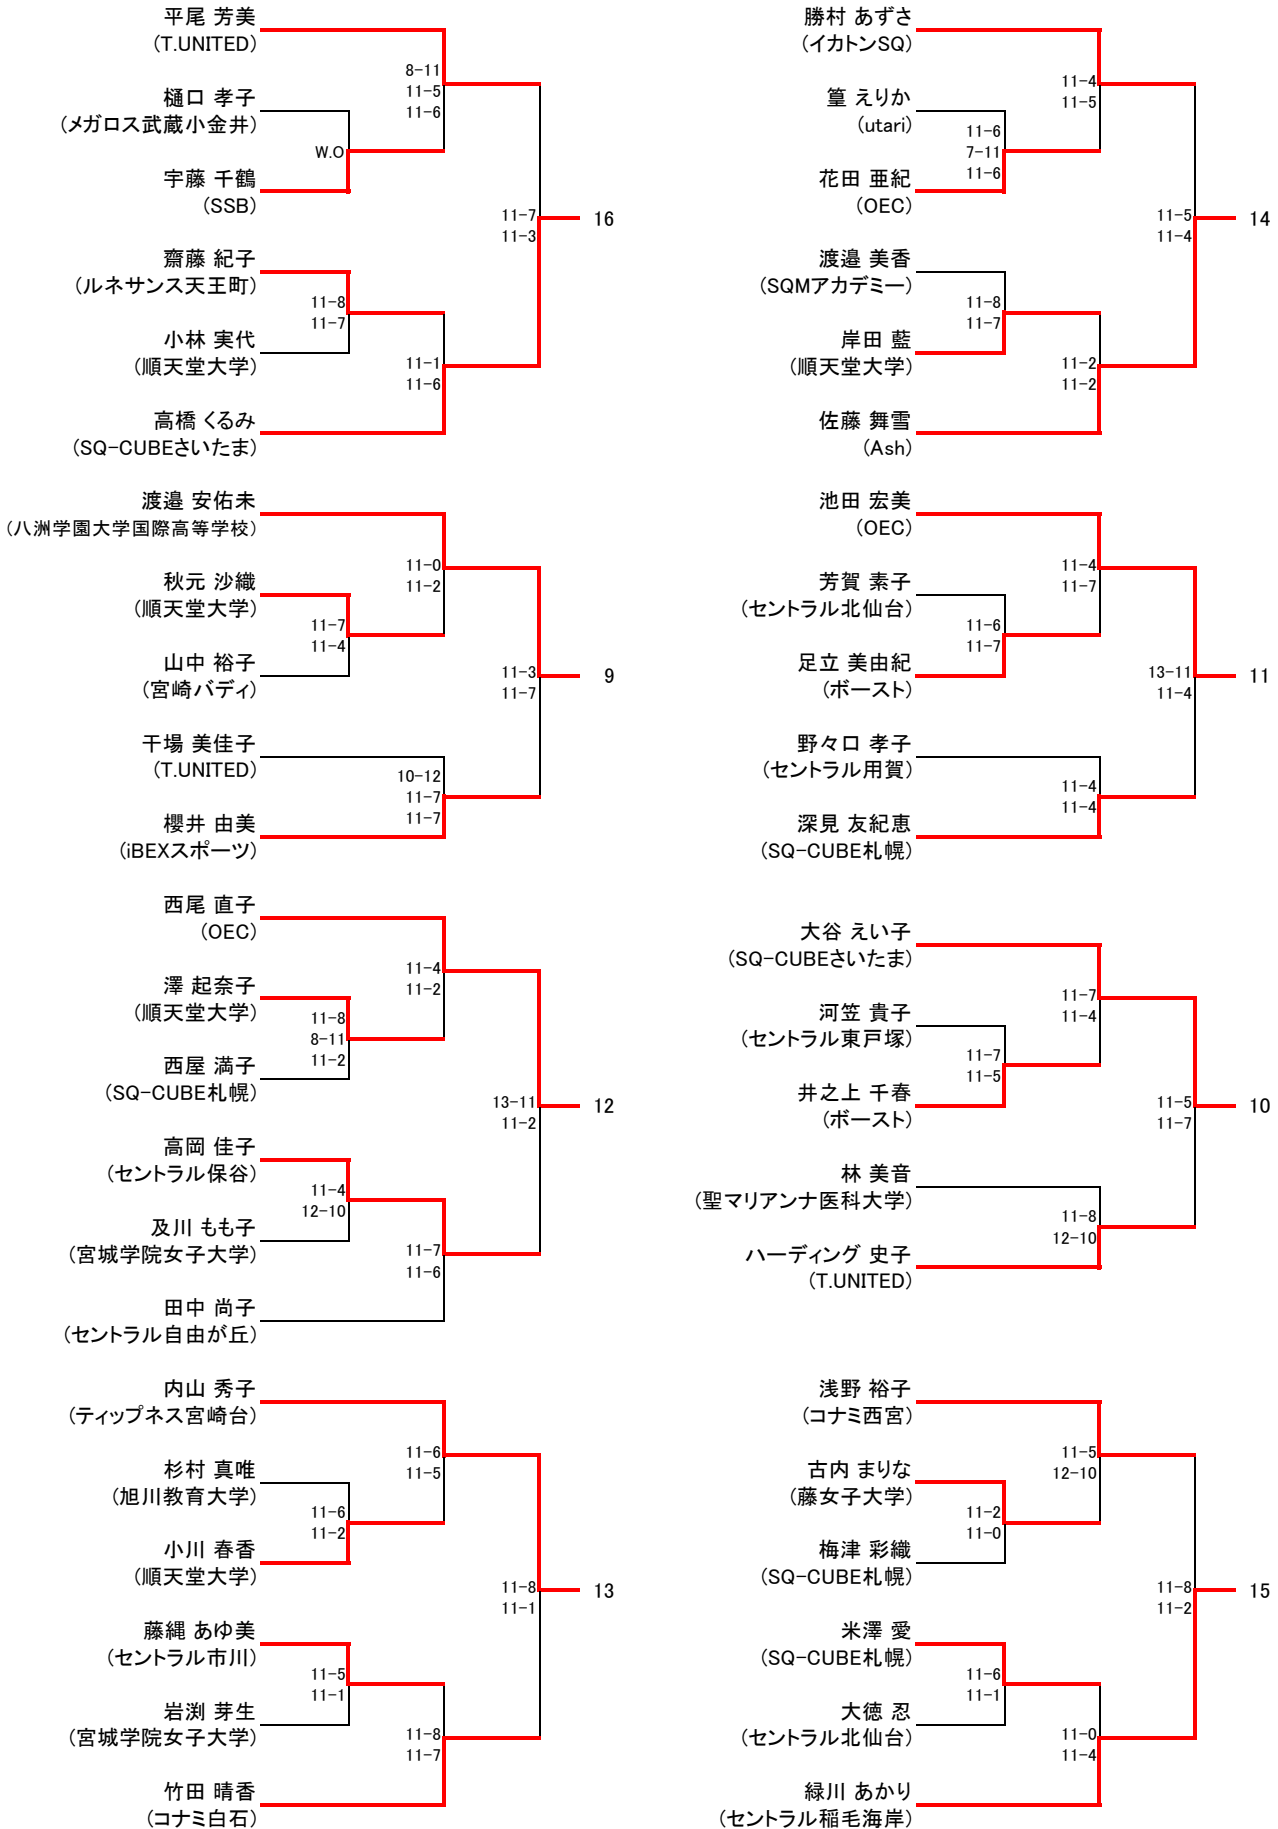 平尾 芳美
(T.UNITED)
8-11
11-5
11-6
樋口 孝子
(メガロス武蔵小金井)
W.O
宇藤 千鶴
(SSB)
11-7
11-3
16
齋藤 紀子
(ルネサンス天王町)
11-8
11-7
小林 実代
(順天堂大学)
11-1
11-6
高橋 くるみ
(SQ-CUBEさいたま)
渡邉 安佑未
(八洲学園大学国際高等学校)
11-0
11-2
秋元 沙織
(順天堂大学)
11-7
11-4
山中 裕子
(宮崎バディ)
11-3
11-7
9
干場 美佳子
(T.UNITED)
10-12
11-7
11-7
櫻井 由美
(iBEXスポーツ)
西尾 直子
(OEC)
11-4
11-2
澤 起奈子
(順天堂大学)
11-8
8-11
11-2
西屋 満子
(SQ-CUBE札幌)
13-11
11-2
12
高岡 佳子
(セントラル保谷)
11-4
12-10
及川 もも子
(宮城学院女子大学)
11-7
11-6
田中 尚子
(セントラル自由が丘)
内山 秀子
(ティップネス宮崎台)
11-6
11-5
杉村 真唯
(旭川教育大学)
11-6
11-2
小川 春香
(順天堂大学)
11-8
11-1
13
藤縄 あゆ美
(セントラル市川)
11-5
11-1
岩渕 芽生
(宮城学院女子大学)
11-8
11-7
竹田 晴香
(コナミ白石)
勝村 あずさ
(イカトンSQ)
11-4
11-5
篁 えりか
(utari)
11-6
7-11
11-6
花田 亜紀
(OEC)
11-5
11-4
14
渡邉 美香
(SQMアカデミー)
11-8
11-7
岸田 藍
(順天堂大学)
11-2
11-2
佐藤 舞雪
(Ash)
池田 宏美
(OEC)
11-4
11-7
芳賀 素子
(セントラル北仙台)
11-6
11-7
足立 美由紀
(ボースト)
13-11
11-4
11
野々口 孝子
(セントラル用賀)
11-4
11-4
深見 友紀恵
(SQ-CUBE札幌)
大谷 えい子
(SQ-CUBEさいたま)
11-7
11-4
河笠 貴子
(セントラル東戸塚)
11-7
11-5
井之上 千春
(ボースト)
11-5
11-7
10
林 美音
(聖マリアンナ医科大学)
11-8
12-10
ハーディング 史子
(T.UNITED)
浅野 裕子
(コナミ西宮)
11-5
12-10
古内 まりな
(藤女子大学)
11-2
11-0
梅津 彩織
(SQ-CUBE札幌)
11-8
11-2
15
米澤 愛
(SQ-CUBE札幌)
11-6
11-1
大徳 忍
(セントラル北仙台)
11-0
11-4
緑川 あかり
(セントラル稲毛海岸)